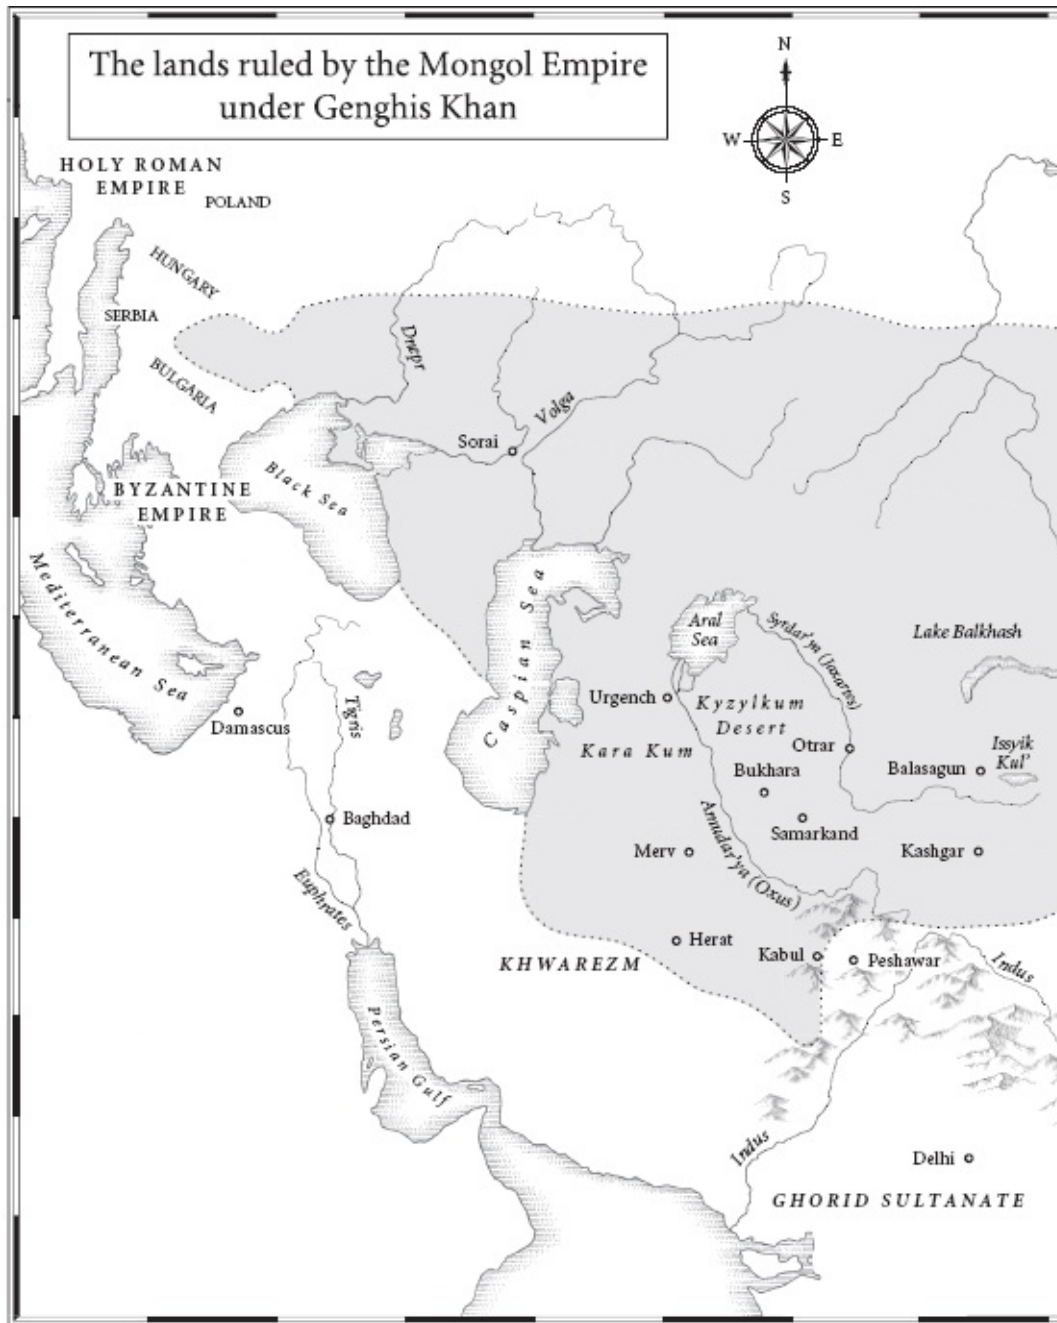 The lands ruled by the Mongol Empire
under Genghis Khan
N
W
E
S
HOLY ROMAN
EMPIRE
POLAND
HUNGARY
SERBIA
BULGARIA
Dnepr
Volga
Sorai
Black Sea
BYZANTINE
EMPIRE
Mediterranean Sea
Caspian Sea
Aral
Sea
Syrdar'ya (Jaxartes)
Lake Balkhash
Urgench
Kyzylkum
Desert
Damascus
Tigris
Kara Kum
Otrar
Issyik
Kul'
Bukhara
Balasagun
Baghdad
Samarkand
Merv
Amudar'ya (Oxus)
Kashgar
Euphrates
Herat
Kabul
Peshawar
Indus
KHWAREZM
Persian Gulf
Indus
Delhi
GHORID SULTANATE